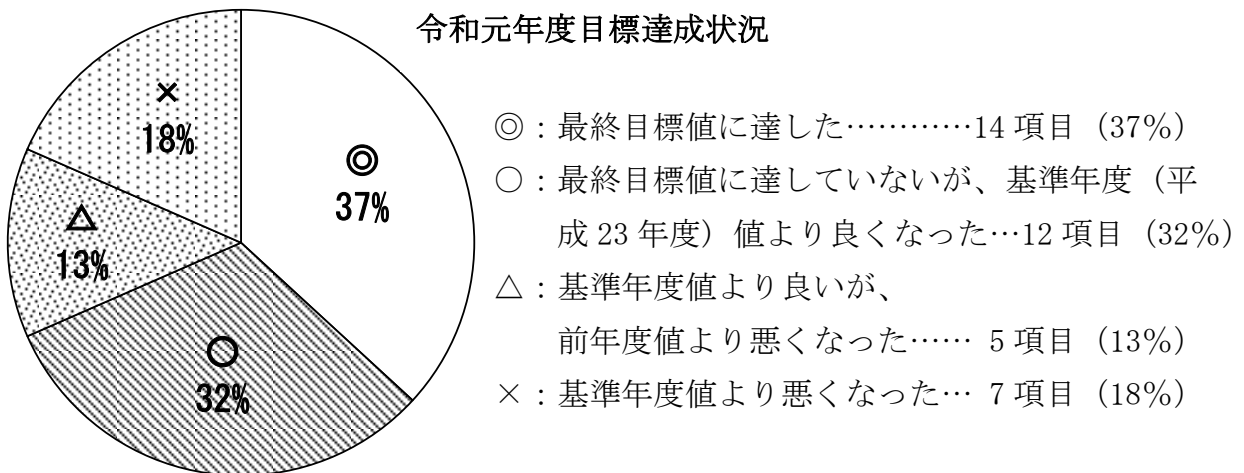 令和元年度目標達成状況
×
18%
◎
37%
△
13%
○
32%
◎：最終目標値に達した…………14 項目（37%）
○：最終目標値に達していないが、基準年度（平
成 23 年度）値より良くなった…12 項目（32%）
△：基準年度値より良いが、
前年度値より悪くなった…… 5 項目（13%）
×：基準年度値より悪くなった… 7 項目（18%）